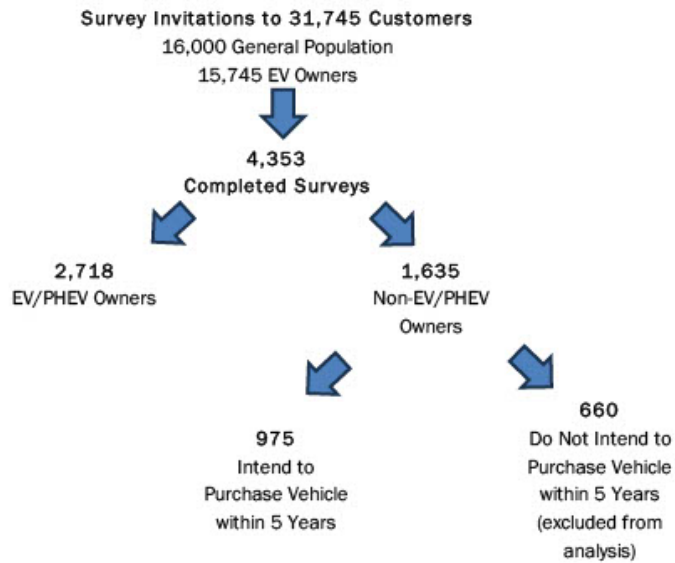 Survey Invitations to 31,745 Customers
16,000 General Population
15,745 EV Owners
4,353
Completed Surveys
2,718
EV/PHEV Owners
1,635
Non-EV/PHEV
Owners
975
Intend to
Purchase Vehicle
within 5 Years
660
Do Not Intend to
Purchase Vehicle
within 5 Years
(excluded from
analysis)